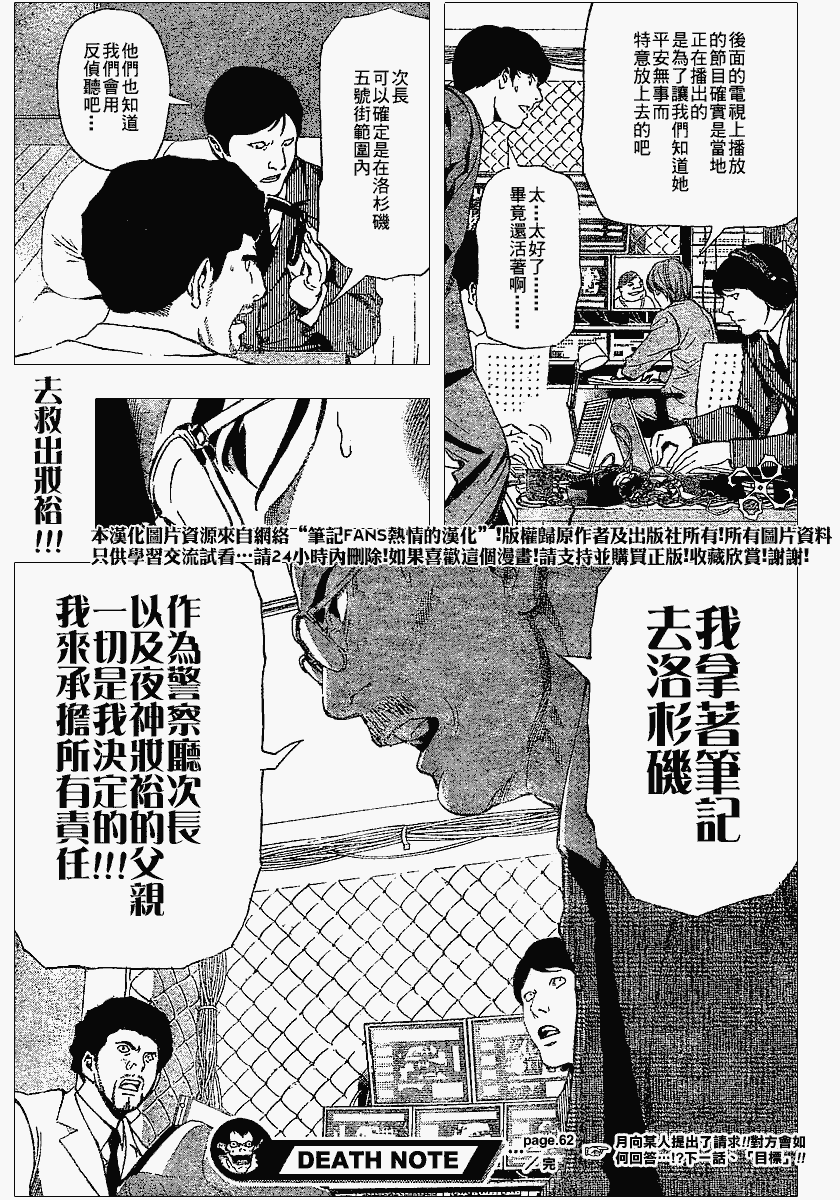 後面的電視上播放
的節目確實是當地
正在播出的
是為了讓我們知道她
平安無事而
特意放上去的吧
太....太好了......
畢竟還活著啊......
次長
可以確定是在洛杉磯
五號街範圍內
他們也知道
我們會用
反偵聽吧...
去救出妝裕!!!
本漢化圖片資源來自網絡“筆記FANS熱情的漢化”!版權歸原作者及出版社所有!所有圖片資料
只供學習交流試看…請24小時內刪除!如果喜歡這個漫畫!請支持並購買正版!收藏欣賞!謝謝!
我拿著筆記
去洛杉磯
作為警察廳次長
以及夜神妝裕的父親
一切是我決定的!!!
我來承擔所有責任
DEATH NOTE
...page.62
/完
☞月向某人提出了請求!!對方會如
何回答…!?下一話、「目標」!!